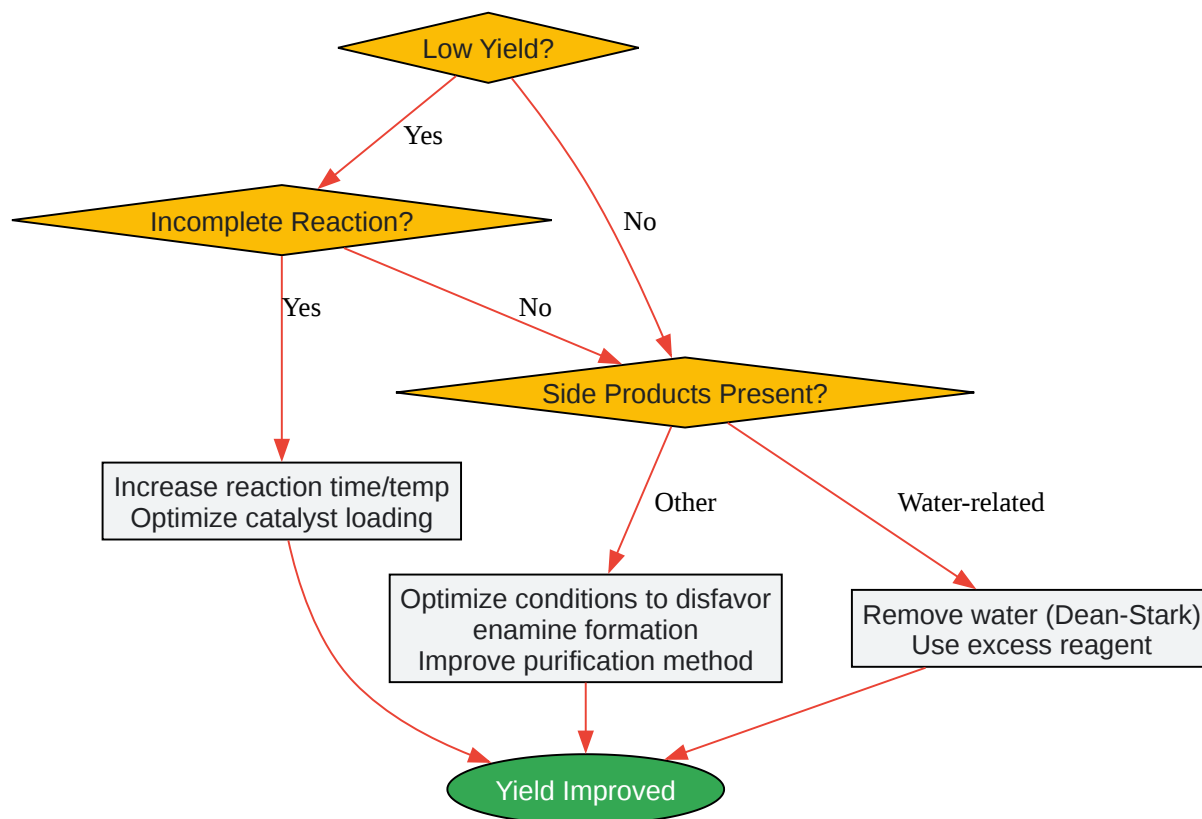 Low Yield?
Yes
No
Incomplete Reaction?
Yes
No
Side Products Present?
Increase reaction time/temp
Optimize catalyst loading
Other
Water-related
Optimize conditions to disfavor
enamine formation
Improve purification method
Remove water (Dean-Stark)
Use excess reagent
Yield Improved